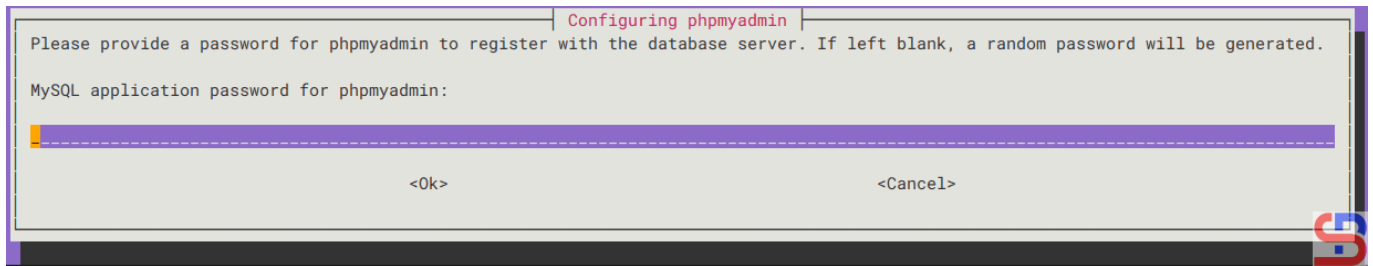 Configuring phpmyadmin
Please provide a password for phpmyadmin to register with the database server. If left blank, a random password will be generated.
MySQL application password for phpmyadmin:
<Ok> <Cancel>